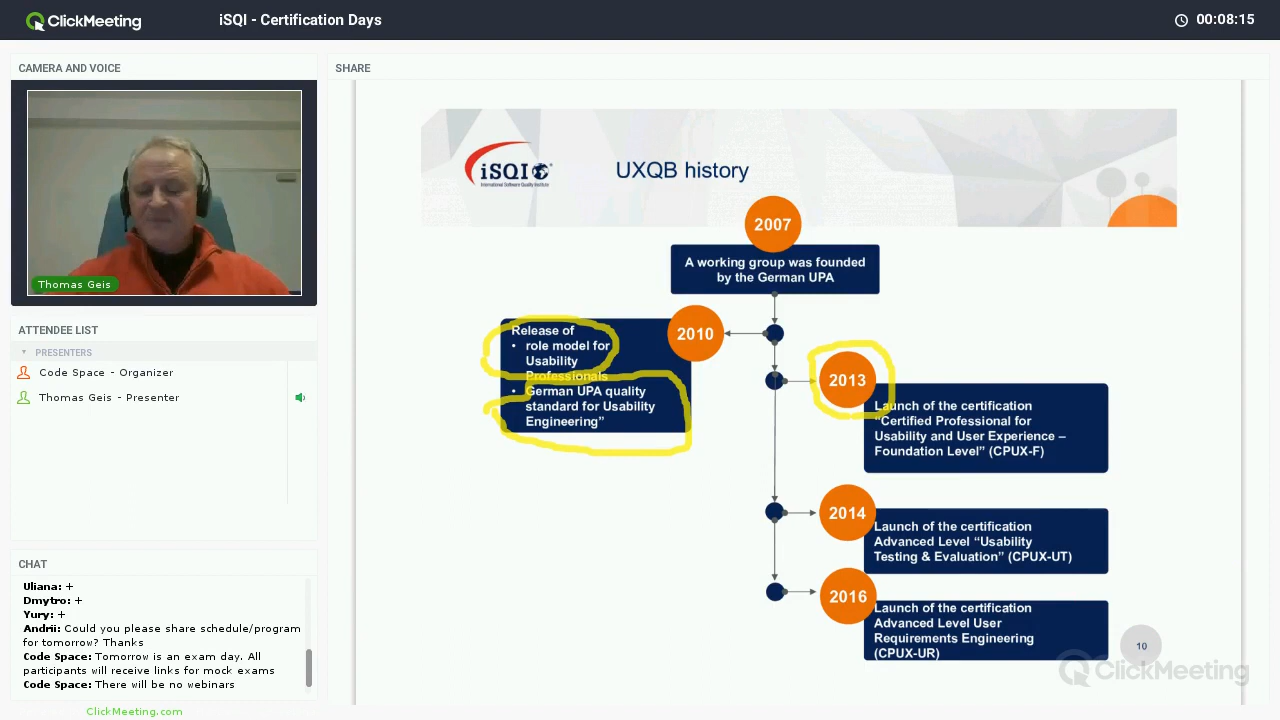 ClickMeeting
iSQI - Certification Days
00:08:15
CAMERA AND VOICE
Thomas Geis
ATTENDEE LIST
PRESENTERS
Code Space - Organizer
Thomas Geis - Presenter
CHAT
Uliana: +
Dmytro: +
Yury: +
Andrii: Could you please share schedule/program
for tomorrow? Thanks
Code Space: Tomorrow is an exam day. All
participants will receive links for mock exams
Code Space: There will be no webinars
ClickMeeting.com
SHARE
iSQI
International Software Quality Institute
UXQB history
2007
A working group was founded
by the German UPA
2010
Release of
• role model for
Usability
Professionals
• German UPA quality
standard for Usability
Engineering”
2013
Launch of the certification
“Certified Professional for
Usability and User Experience –
Foundation Level” (CPUX-F)
2014
Launch of the certification
Advanced Level “Usability
Testing & Evaluation” (CPUX-UT)
2016
Launch of the certification
Advanced Level User
Requirements Engineering
(CPUX-UR)
10
ClickMeeting